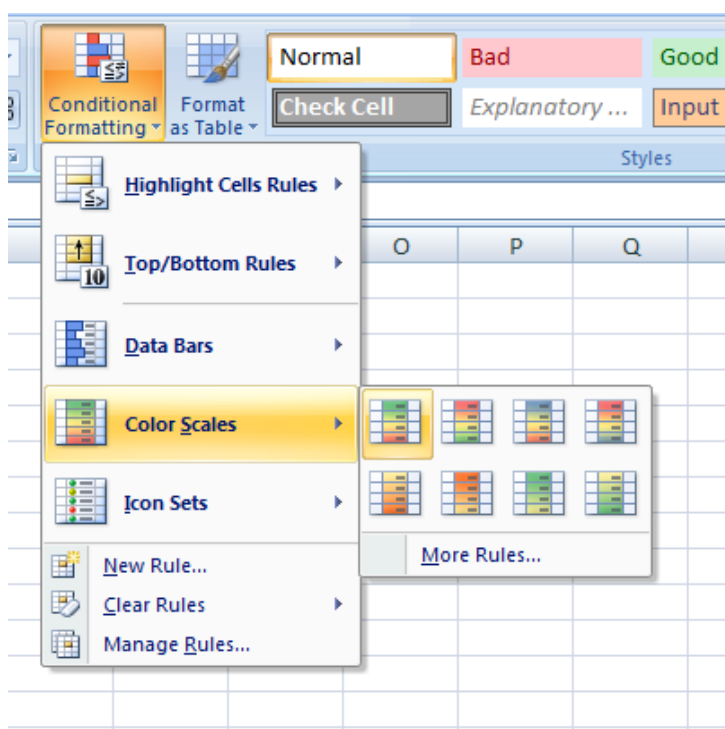 Normal
Bad
Good
Conditional
Formatting
Format
as Table
Check Cell
Explanatory ...
Input
Styles
Highlight Cells Rules
O
P
Q
Top/Bottom Rules
10
Data Bars
Color Scales
Icon Sets
More Rules...
New Rule...
Clear Rules
Manage Rules...